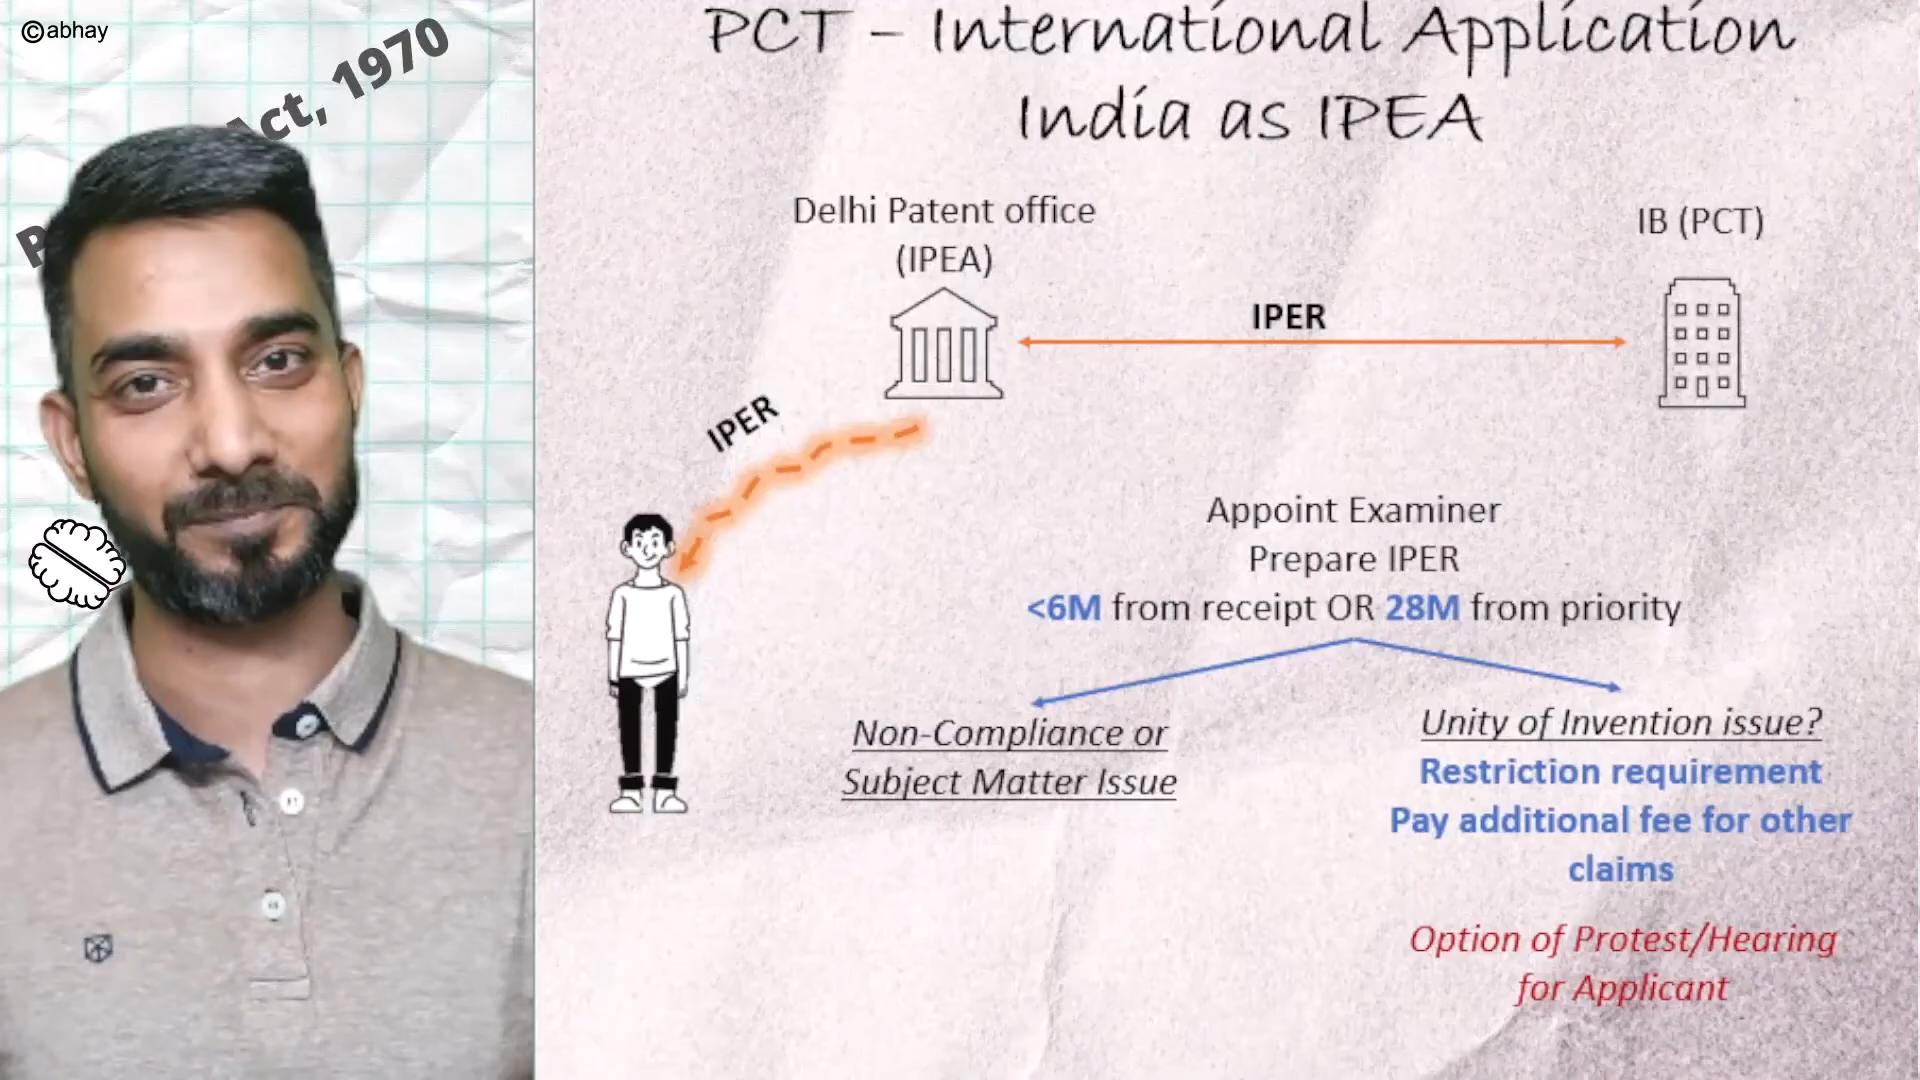 ©abhay
Act, 1970
PCT – International Application
India as IPEA
Delhi Patent office
(IPEA)
IB (PCT)
IPER
IPER
Appoint Examiner
Prepare IPER
<6M from receipt OR 28M from priority
Non-Compliance or
Subject Matter Issue
Unity of Invention issue?
Restriction requirement
Pay additional fee for other
claims
Option of Protest/Hearing
for Applicant